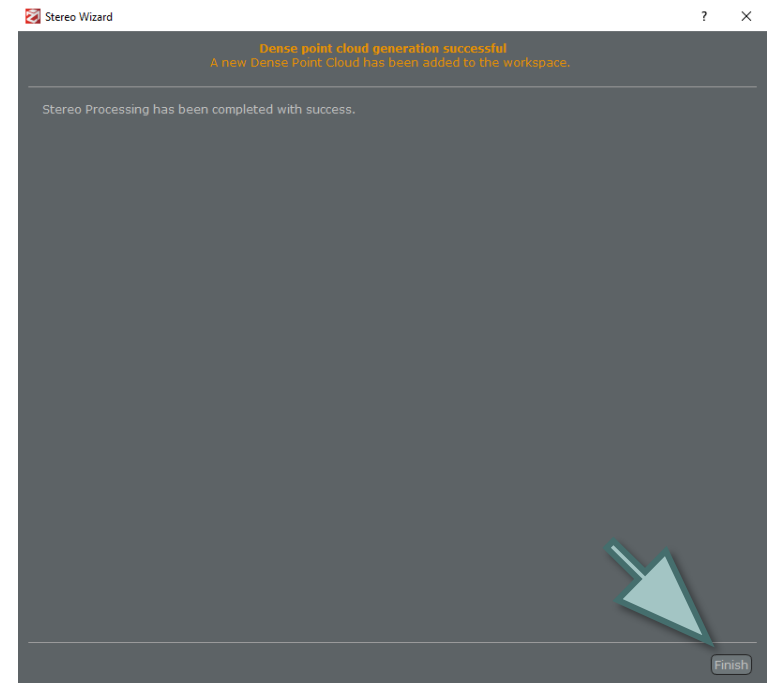 Stereo Wizard
Dense point cloud generation successful
A new Dense Point Cloud has been added to the workspace.
Stereo Processing has been completed with success.
Finish